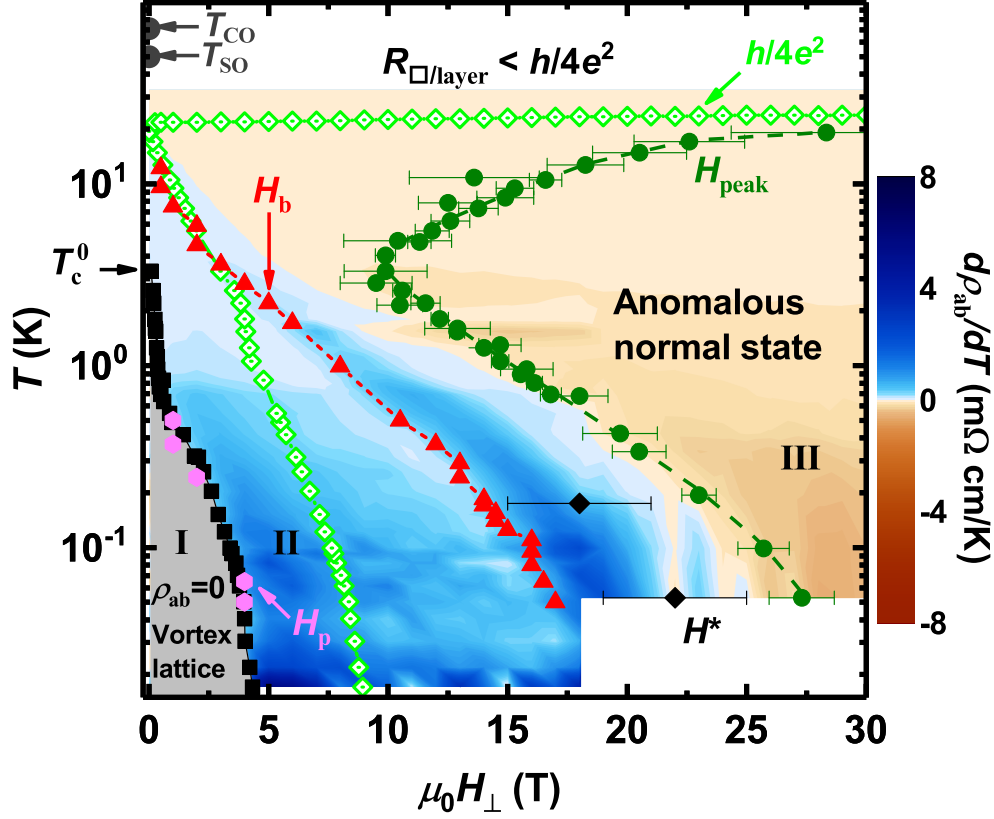 T_CO
T_SO
R_□/layer < h/4e²
h/4e²
H_peak
H_b
T_c⁰
Anomalous
normal state
III
I
II
ρ_ab=0
H_p
Vortex
lattice
H*
10¹
10⁰
10⁻¹
T (K)
0 5 10 15 20 25 30
μ₀H_⊥ (T)
8
4
0
-4
-8
dρ_ab/dT (mΩ cm/K)